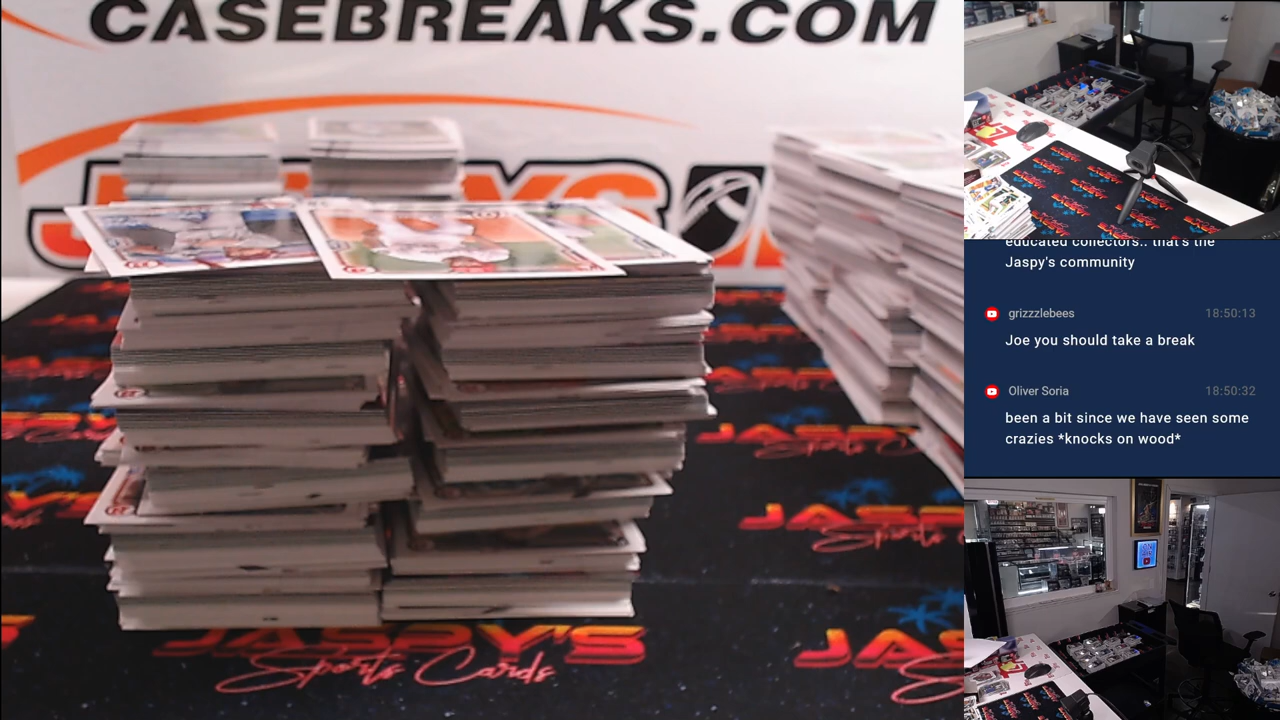 CASEBREAKS.COM
educated collectors.. that's the
Jaspy's community
grizzzlebees 18:50:13
Joe you should take a break
Oliver Soria 18:50:32
been a bit since we have seen some
crazies *knocks on wood*
JASPY'S
Sports Cards